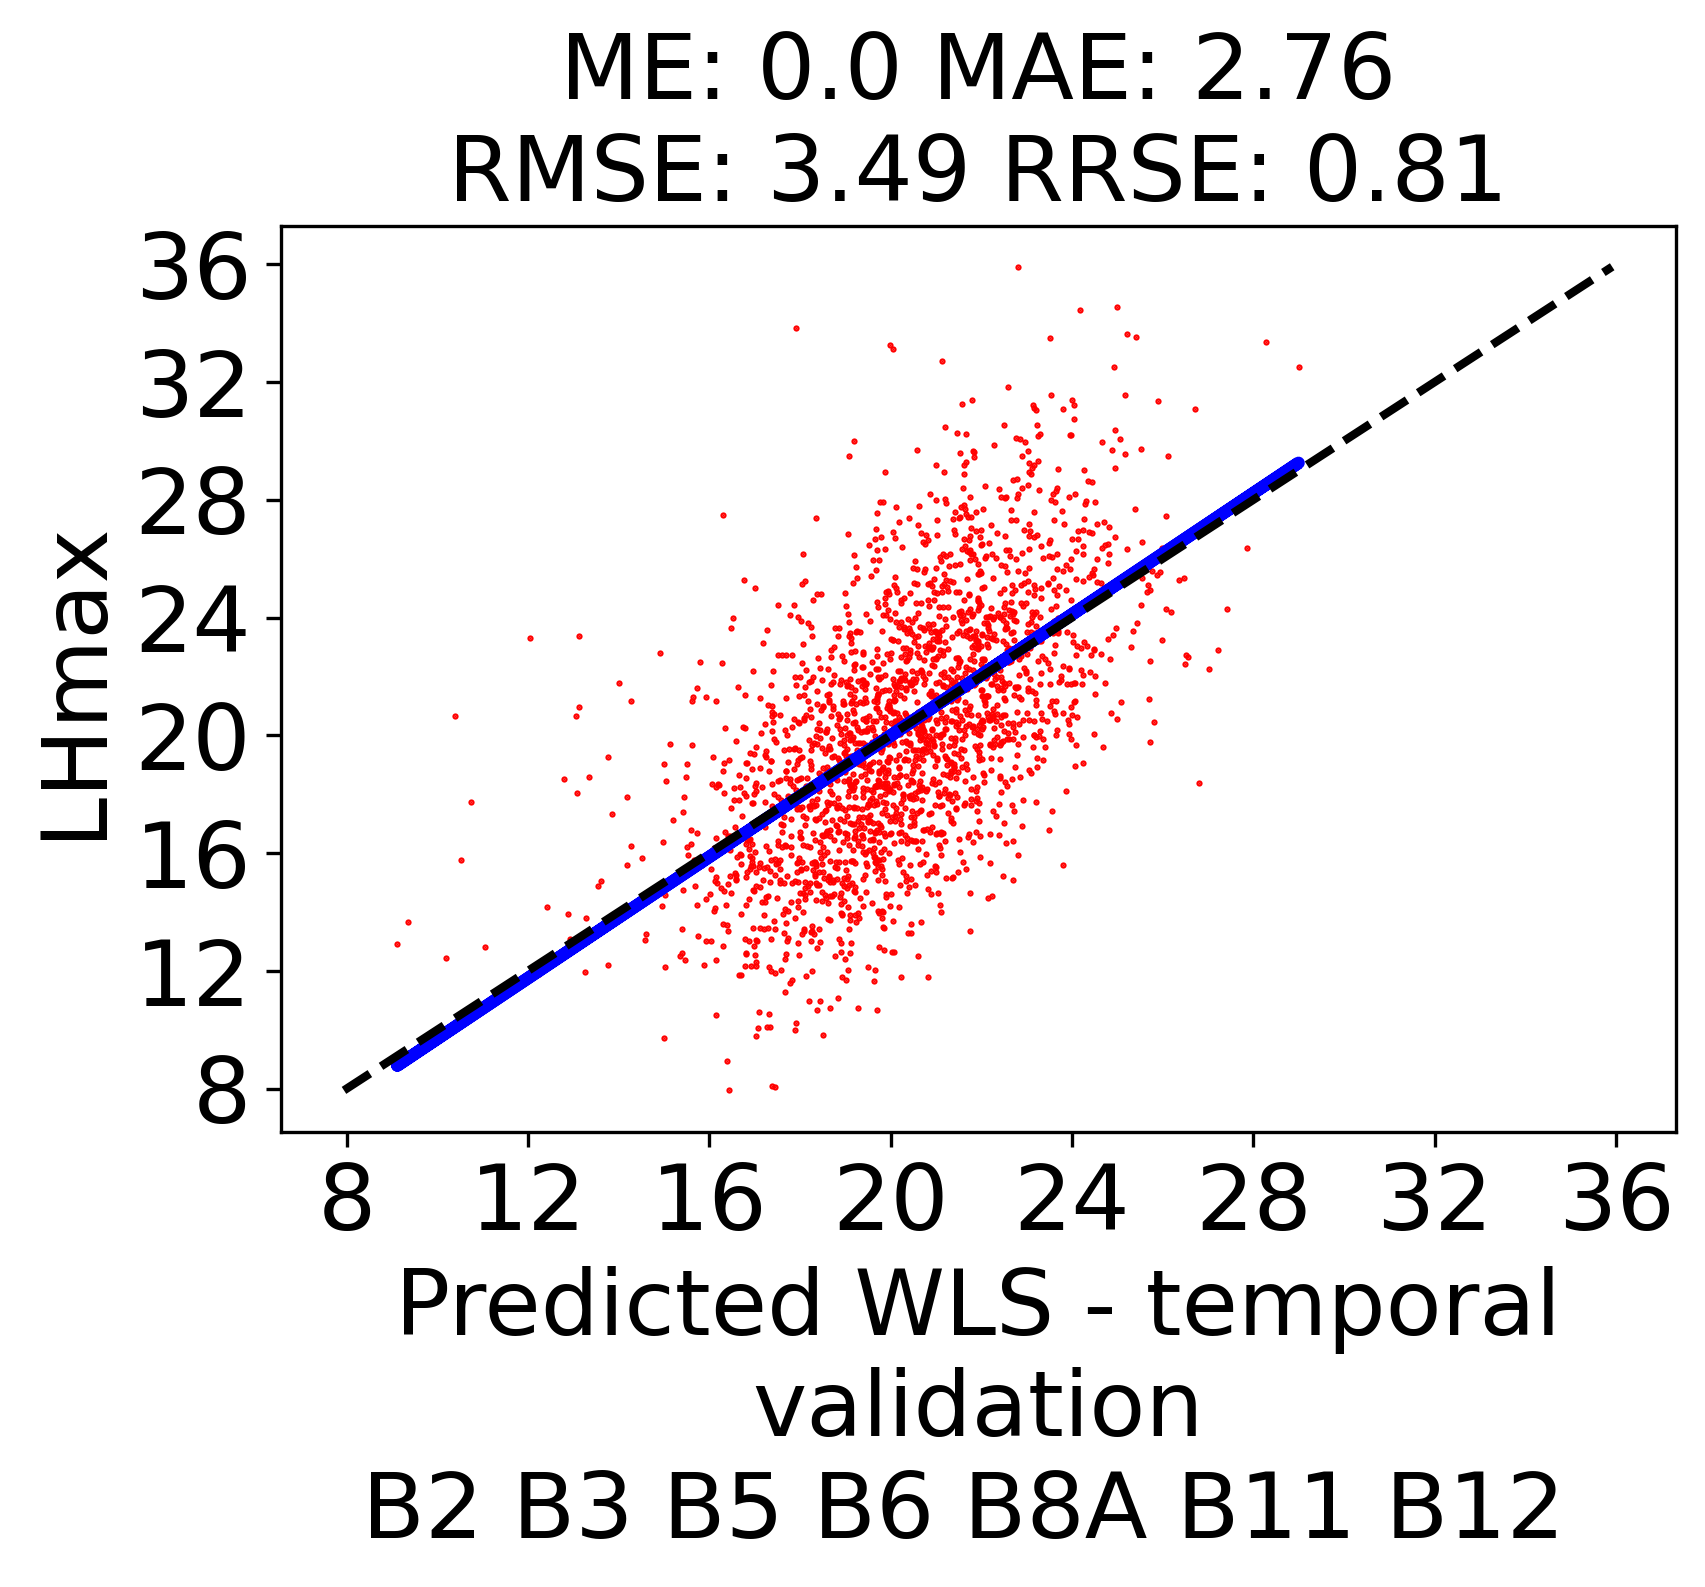 ME: 0.0 MAE: 2.76
RMSE: 3.49 RRSE: 0.81
LHmax
36
32
28
24
20
16
12
8
8 12 16 20 24 28 32 36
Predicted WLS - temporal
validation
B2 B3 B5 B6 B8A B11 B12